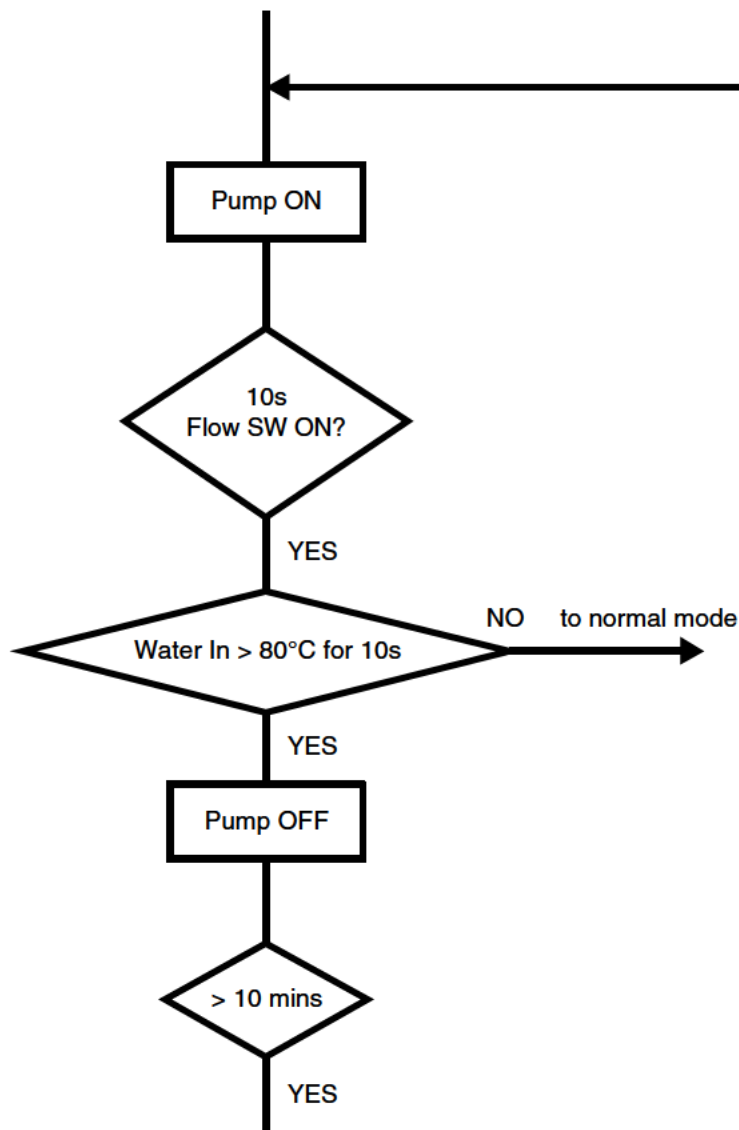 Pump ON
10s
Flow SW ON?
YES
NO to normal mode
Water In > 80°C for 10s
YES
Pump OFF
> 10 mins
YES